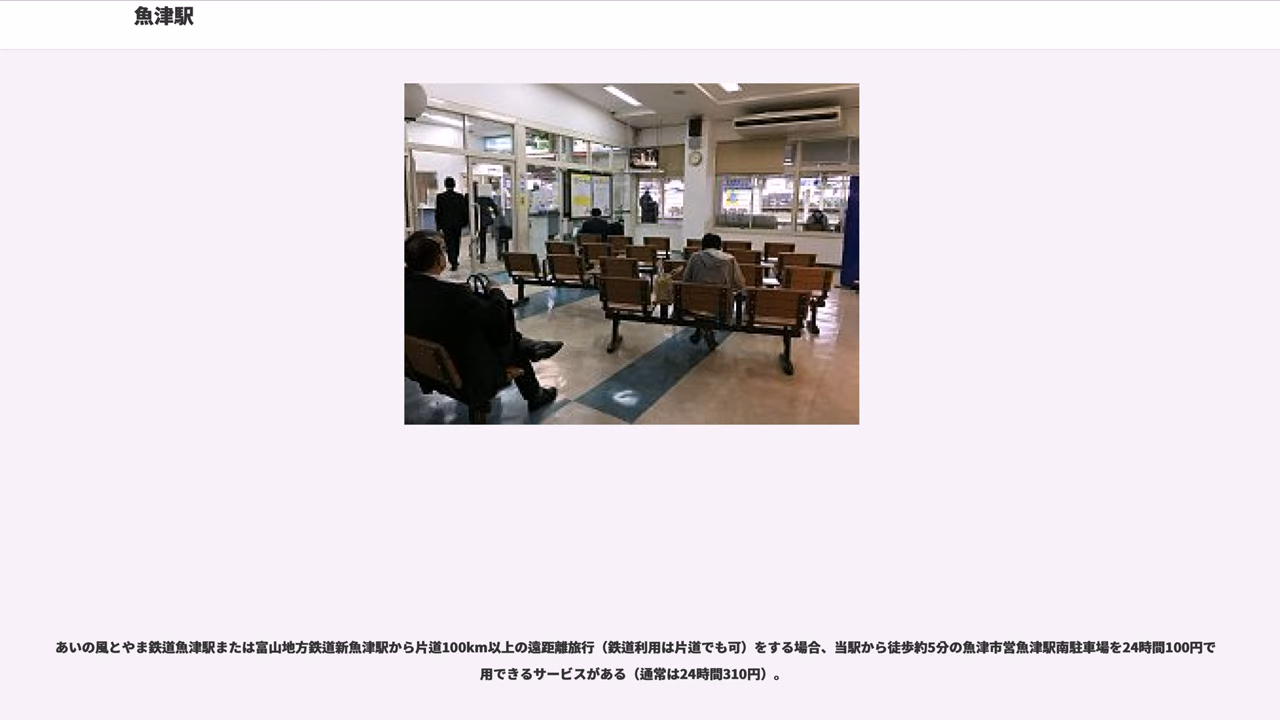 魚津駅
あいの風とやま鉄道魚津駅または富山地方鉄道新魚津駅から片道100km以上の遠距離旅行（鉄道利用は片道でも可）をする場合、当駅から徒歩約5分の魚津市営魚津駅南駐車場を24時間100円で
用できるサービスがある（通常は24時間310円）。